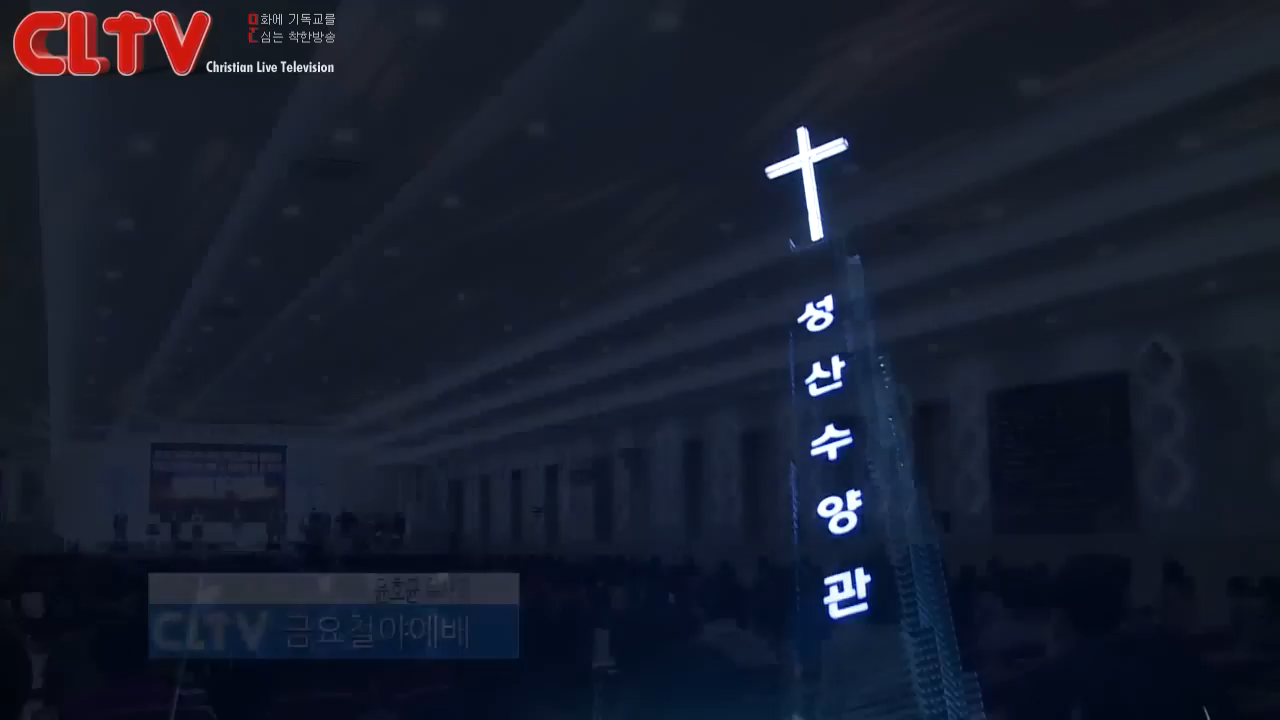 CLTV
문화에 기독교를
심는 착한방송
Christian Live Television
성
산
수
양
관
CLTV 금요철야예배